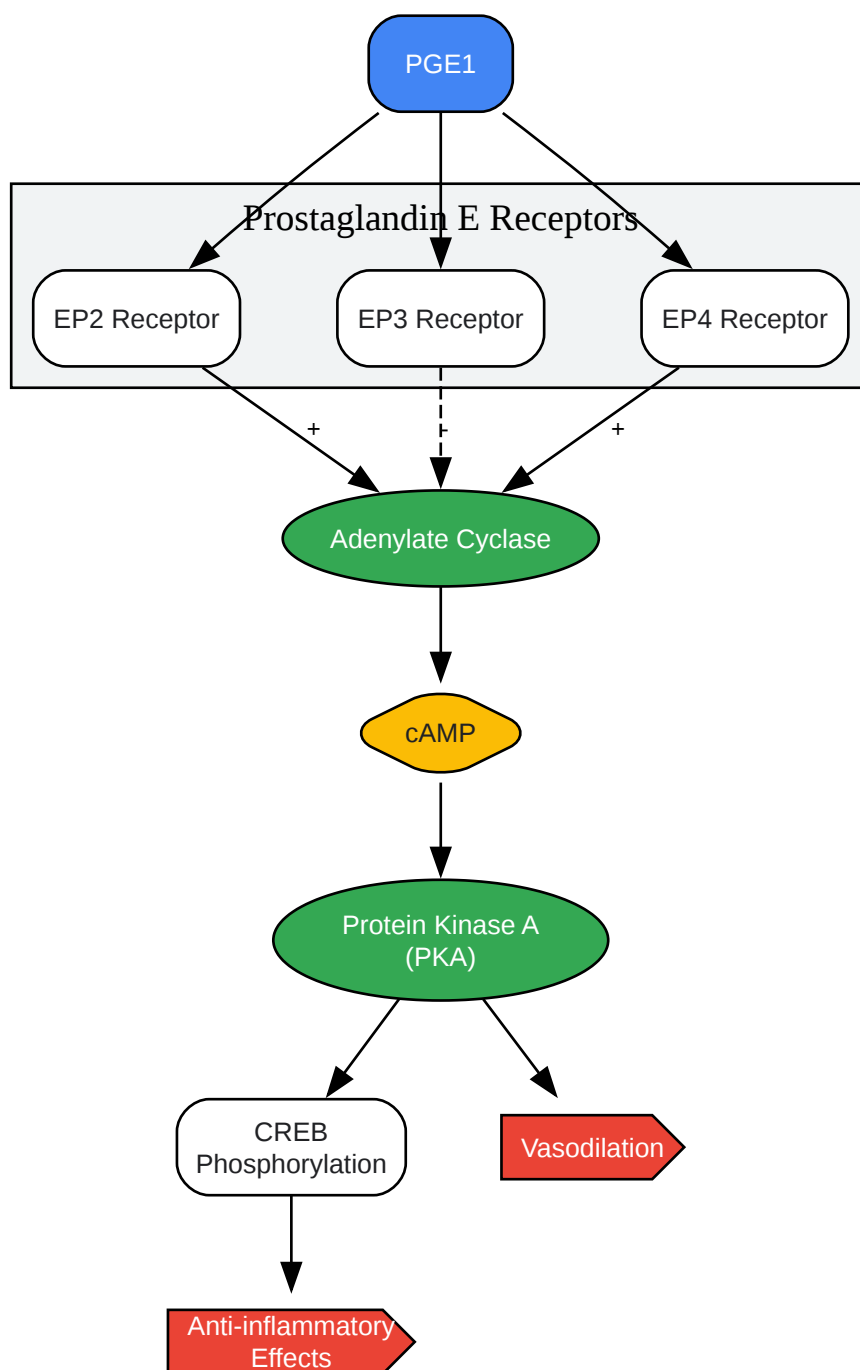 PGE1
Prostaglandin E Receptors
EP2 Receptor
EP3 Receptor
EP4 Receptor
+
-
+
Adenylate Cyclase
cAMP
Protein Kinase A
(PKA)
CREB
Phosphorylation
Vasodilation
Anti-inflammatory
Effects